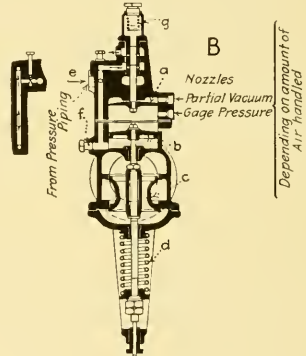 g
B
e
a
Nozzles
Partial Vacuum
Gage Pressure
f
From Pressure
Piping
b
c
d
Depending on amount of
Air handled